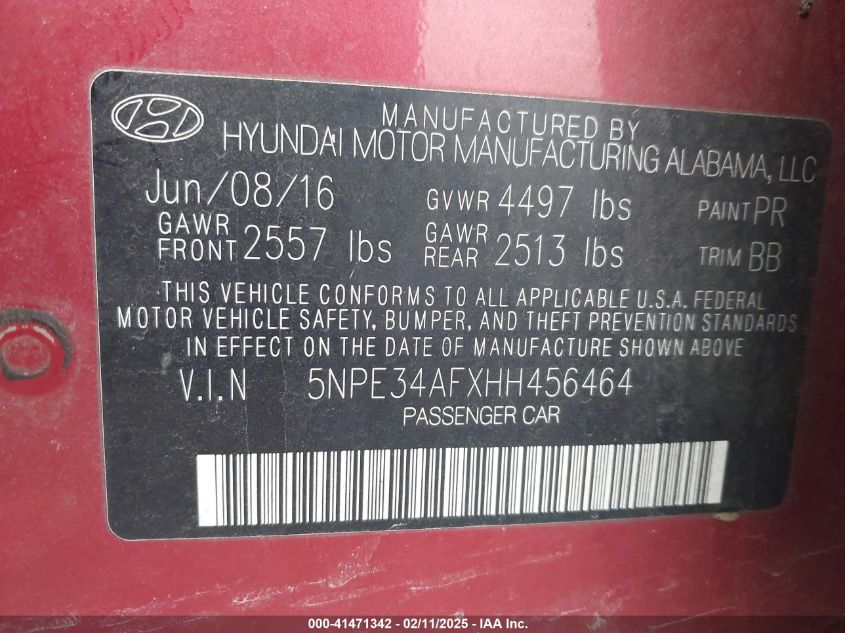 MANUFACTURED BY
HYUNDAI MOTOR MANUFACTURING ALABAMA, LLC
Jun/08/16 GVWR 4497 lbs PAINT PR
GAWR FRONT 2557 lbs GAWR REAR 2513 lbs TRIM BB
THIS VEHICLE CONFORMS TO ALL APPLICABLE U.S.A. FEDERAL
MOTOR VEHICLE SAFETY, BUMPER, AND THEFT PREVENTION STANDARDS
IN EFFECT ON THE DATE OF MANUFACTURE SHOWN ABOVE
V.I.N 5NPE34AFXHH456464
PASSENGER CAR
000-41471342 - 02/11/2025 - IAA Inc.